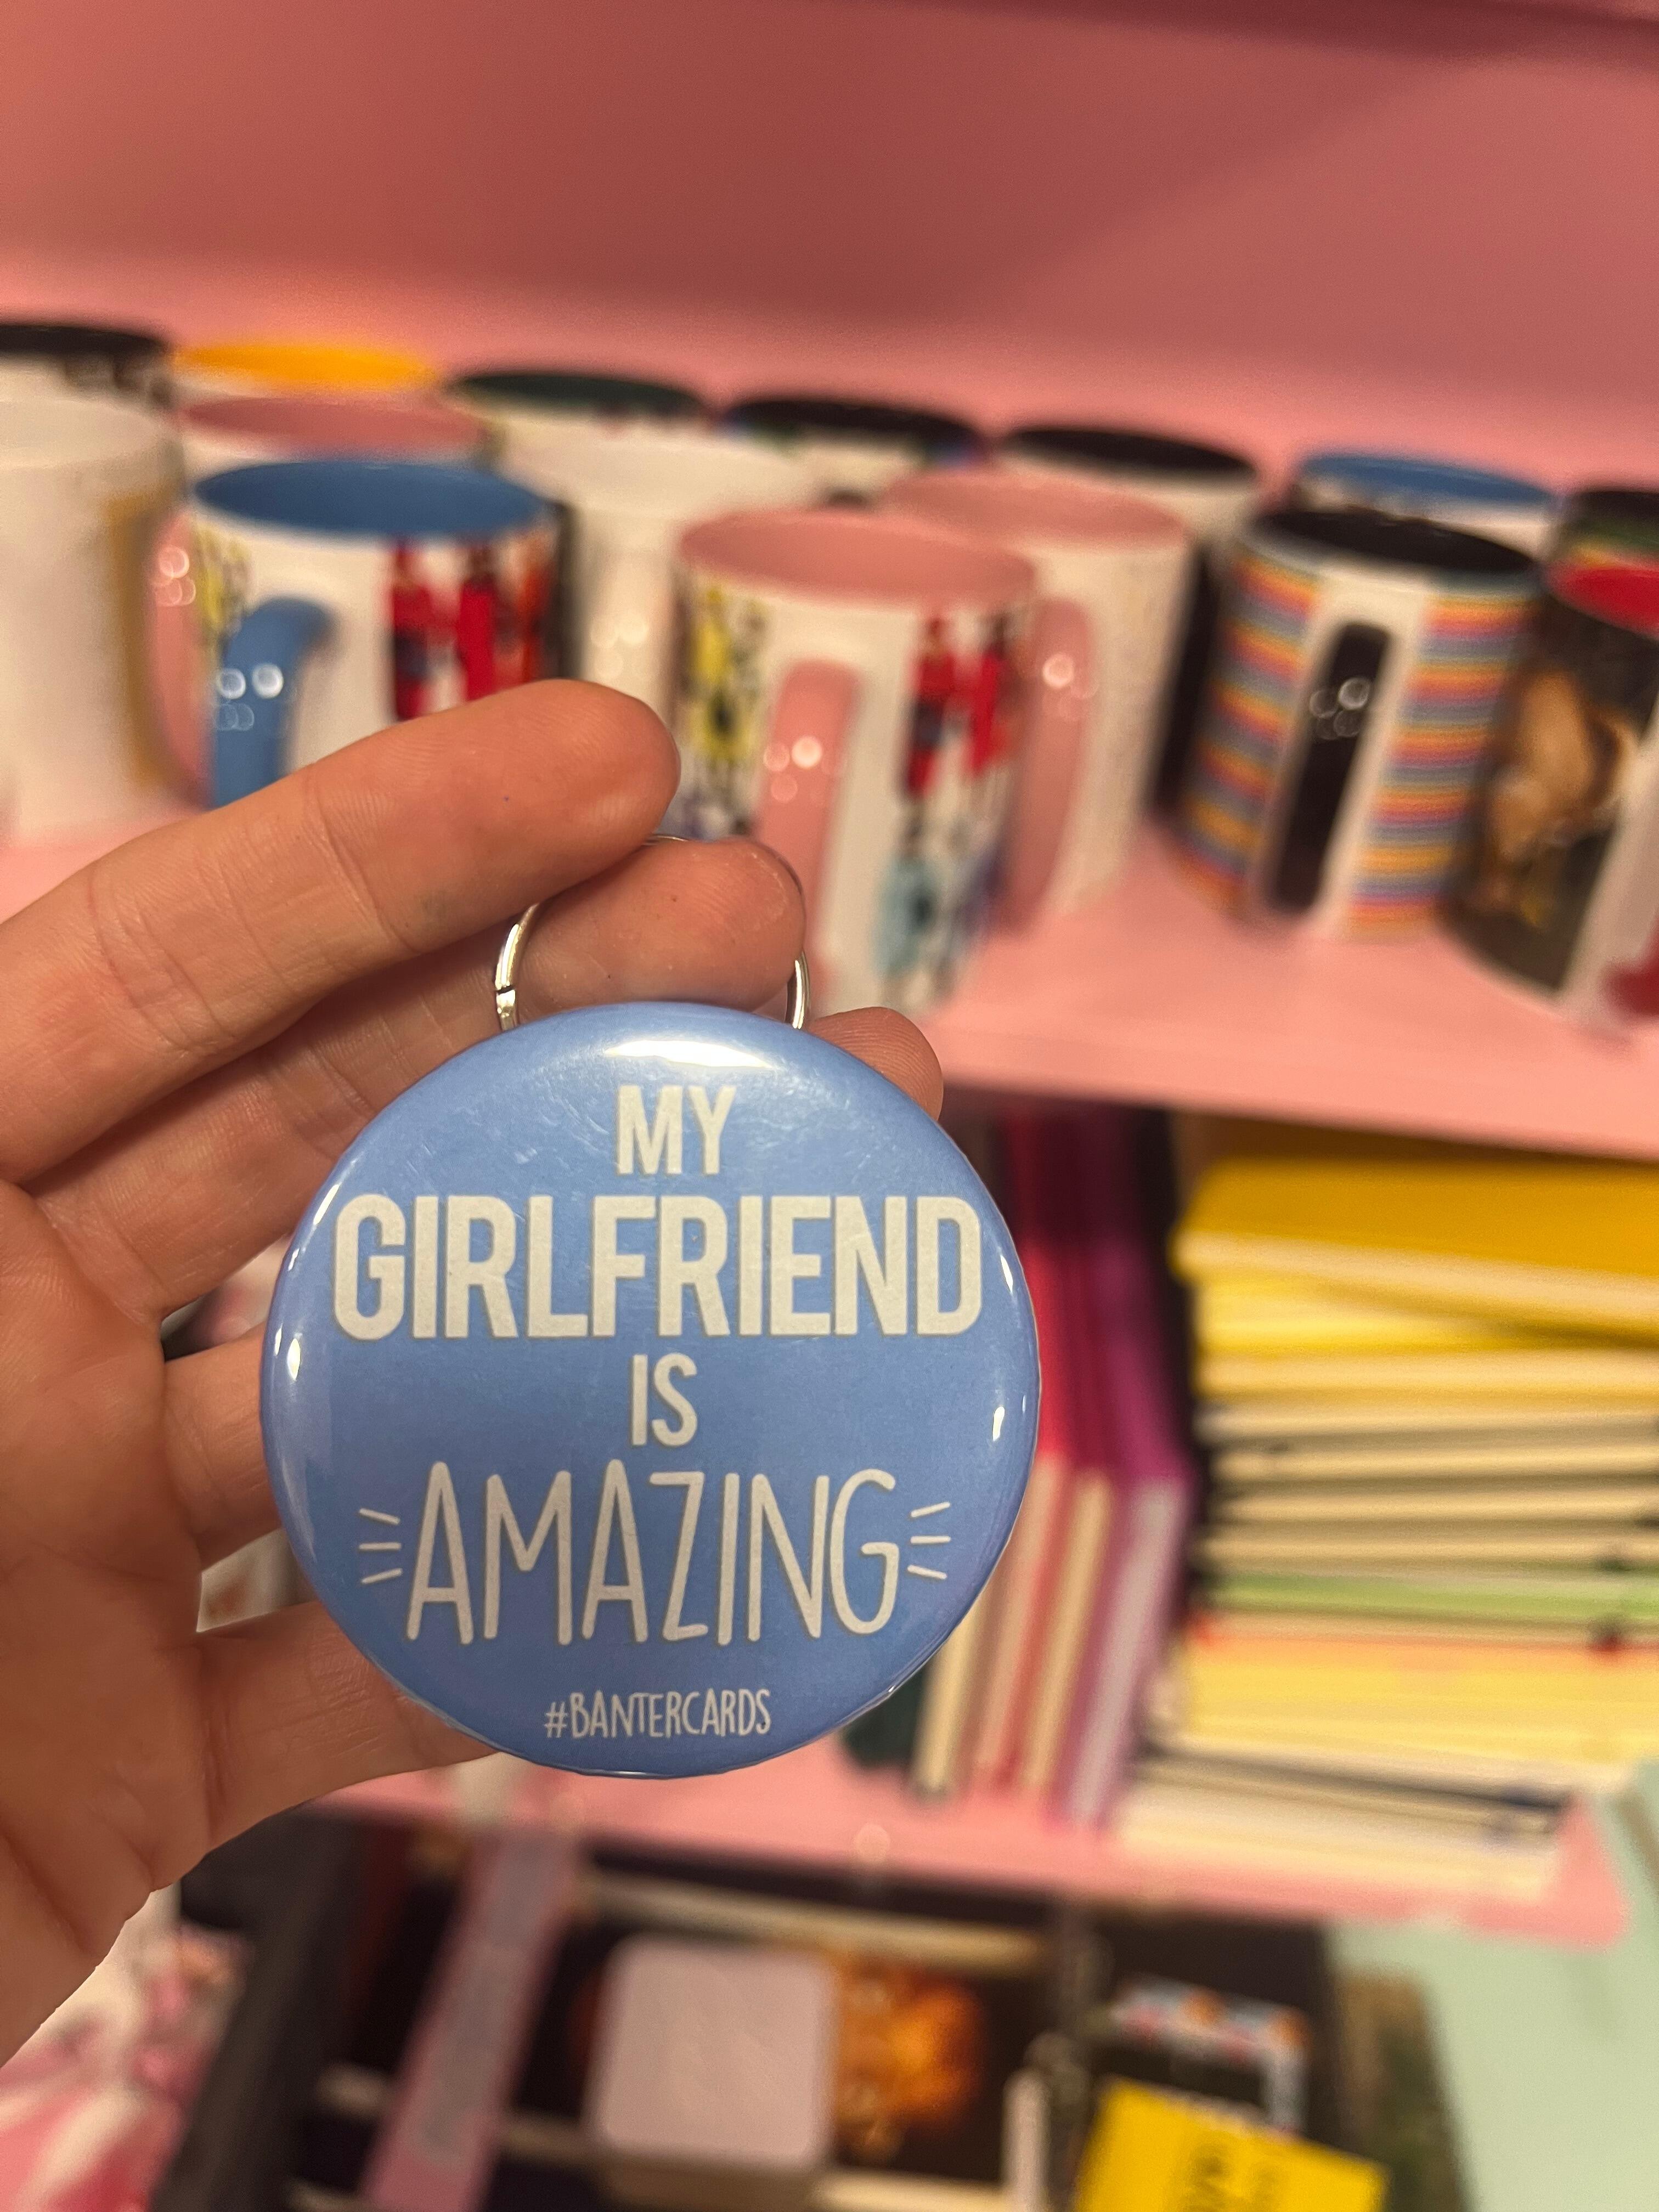 MY
GIRLFRIEND
IS
AMAZING
#BANTERCARDS